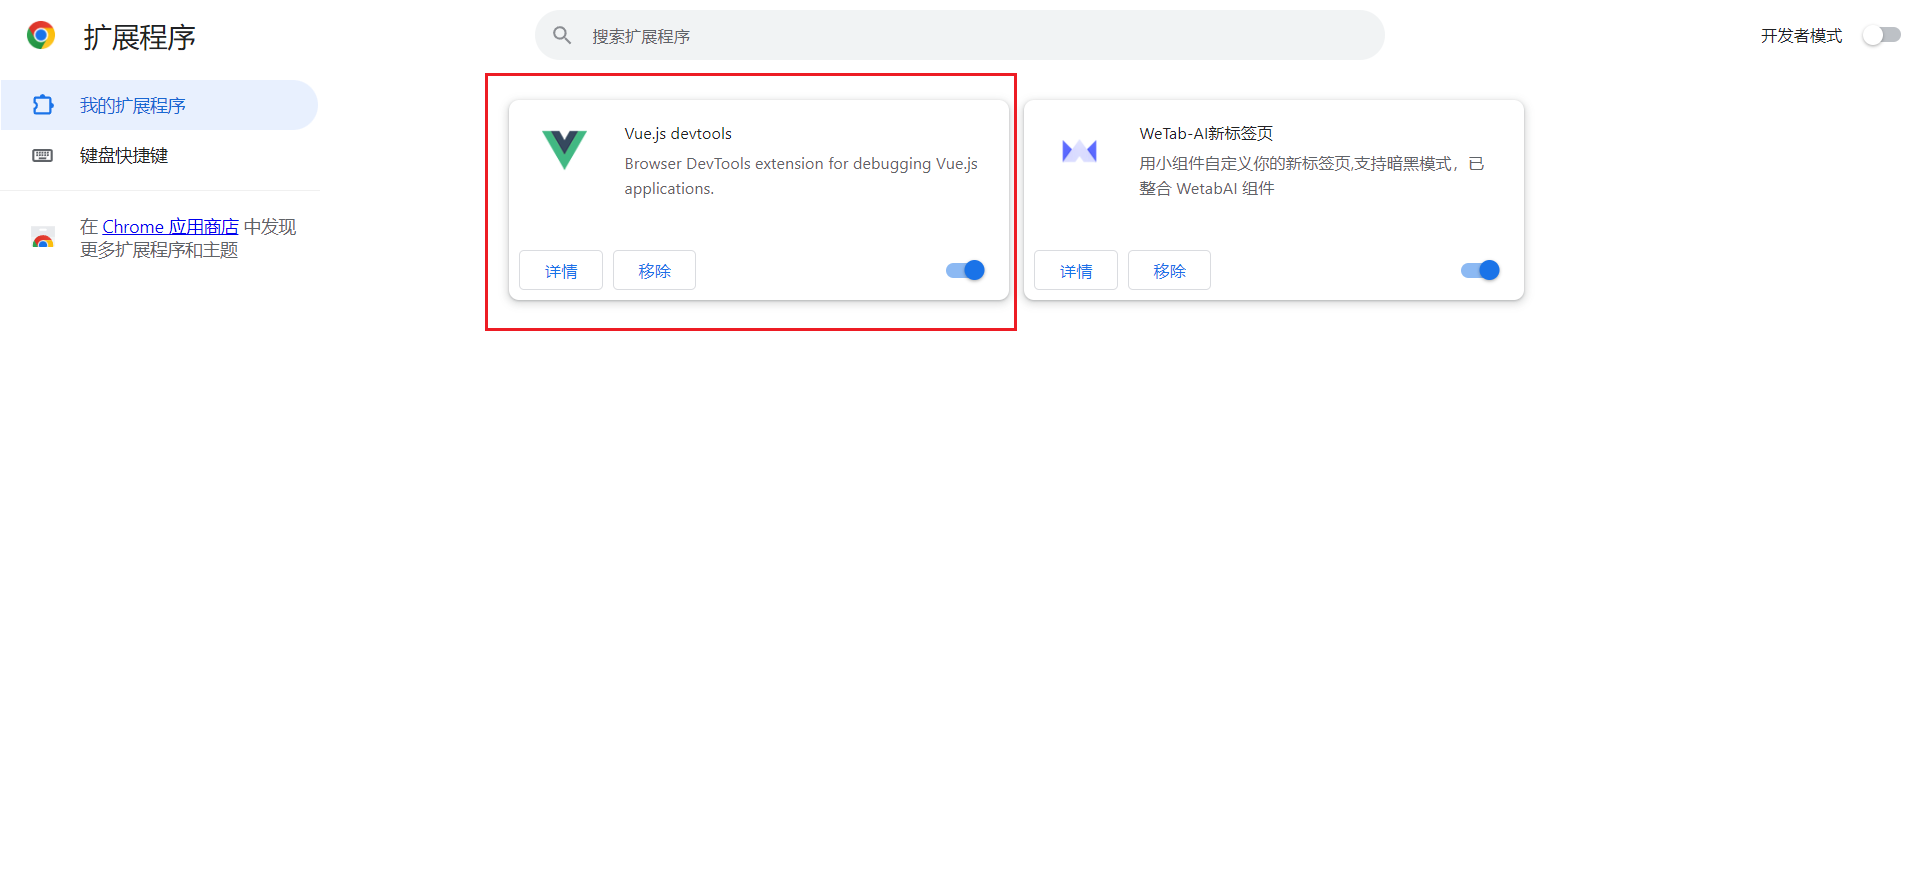 扩展程序
搜索扩展程序
开发者模式
我的扩展程序
键盘快捷键
在 Chrome 应用商店 中发现
更多扩展程序和主题
Vue.js devtools
Browser DevTools extension for debugging Vue.js
applications.
详情
移除
WeTab-AI新标签页
用小组件自定义你的新标签页,支持暗黑模式，已
整合 WetabAI 组件
详情
移除